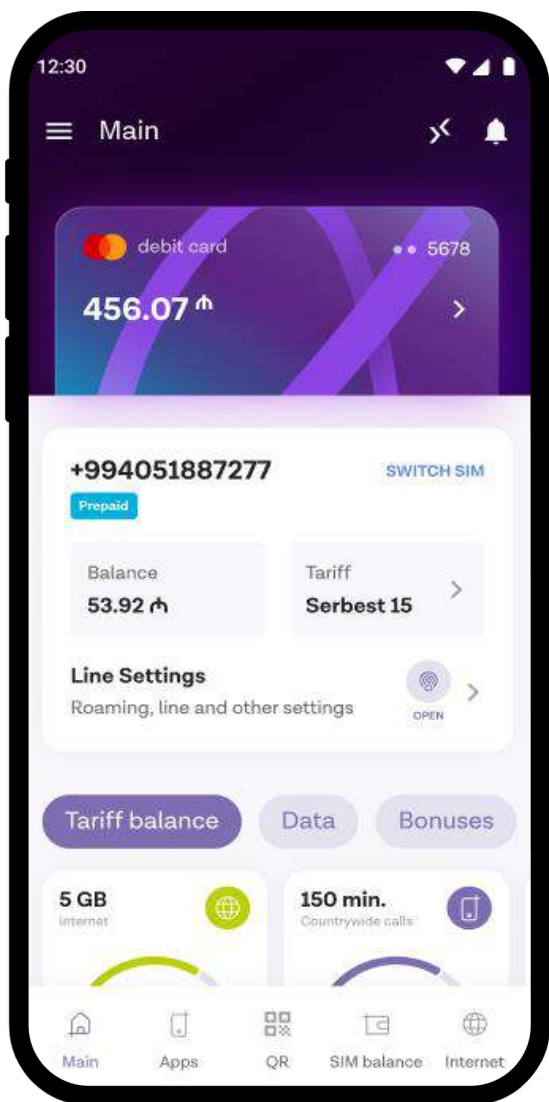 12:30
Main
debit card
5678
456.07 ₼
+994051887277
SWITCH SIM
Prepaid
Balance
Tariff
53.92 ₼
Serbest 15
Line Settings
Roaming, line and other settings
OPEN
Tariff balance
Data
Bonuses
5 GB
Internet
150 min.
Countrywide calls
Main
Apps
QR
SIM balance
Internet